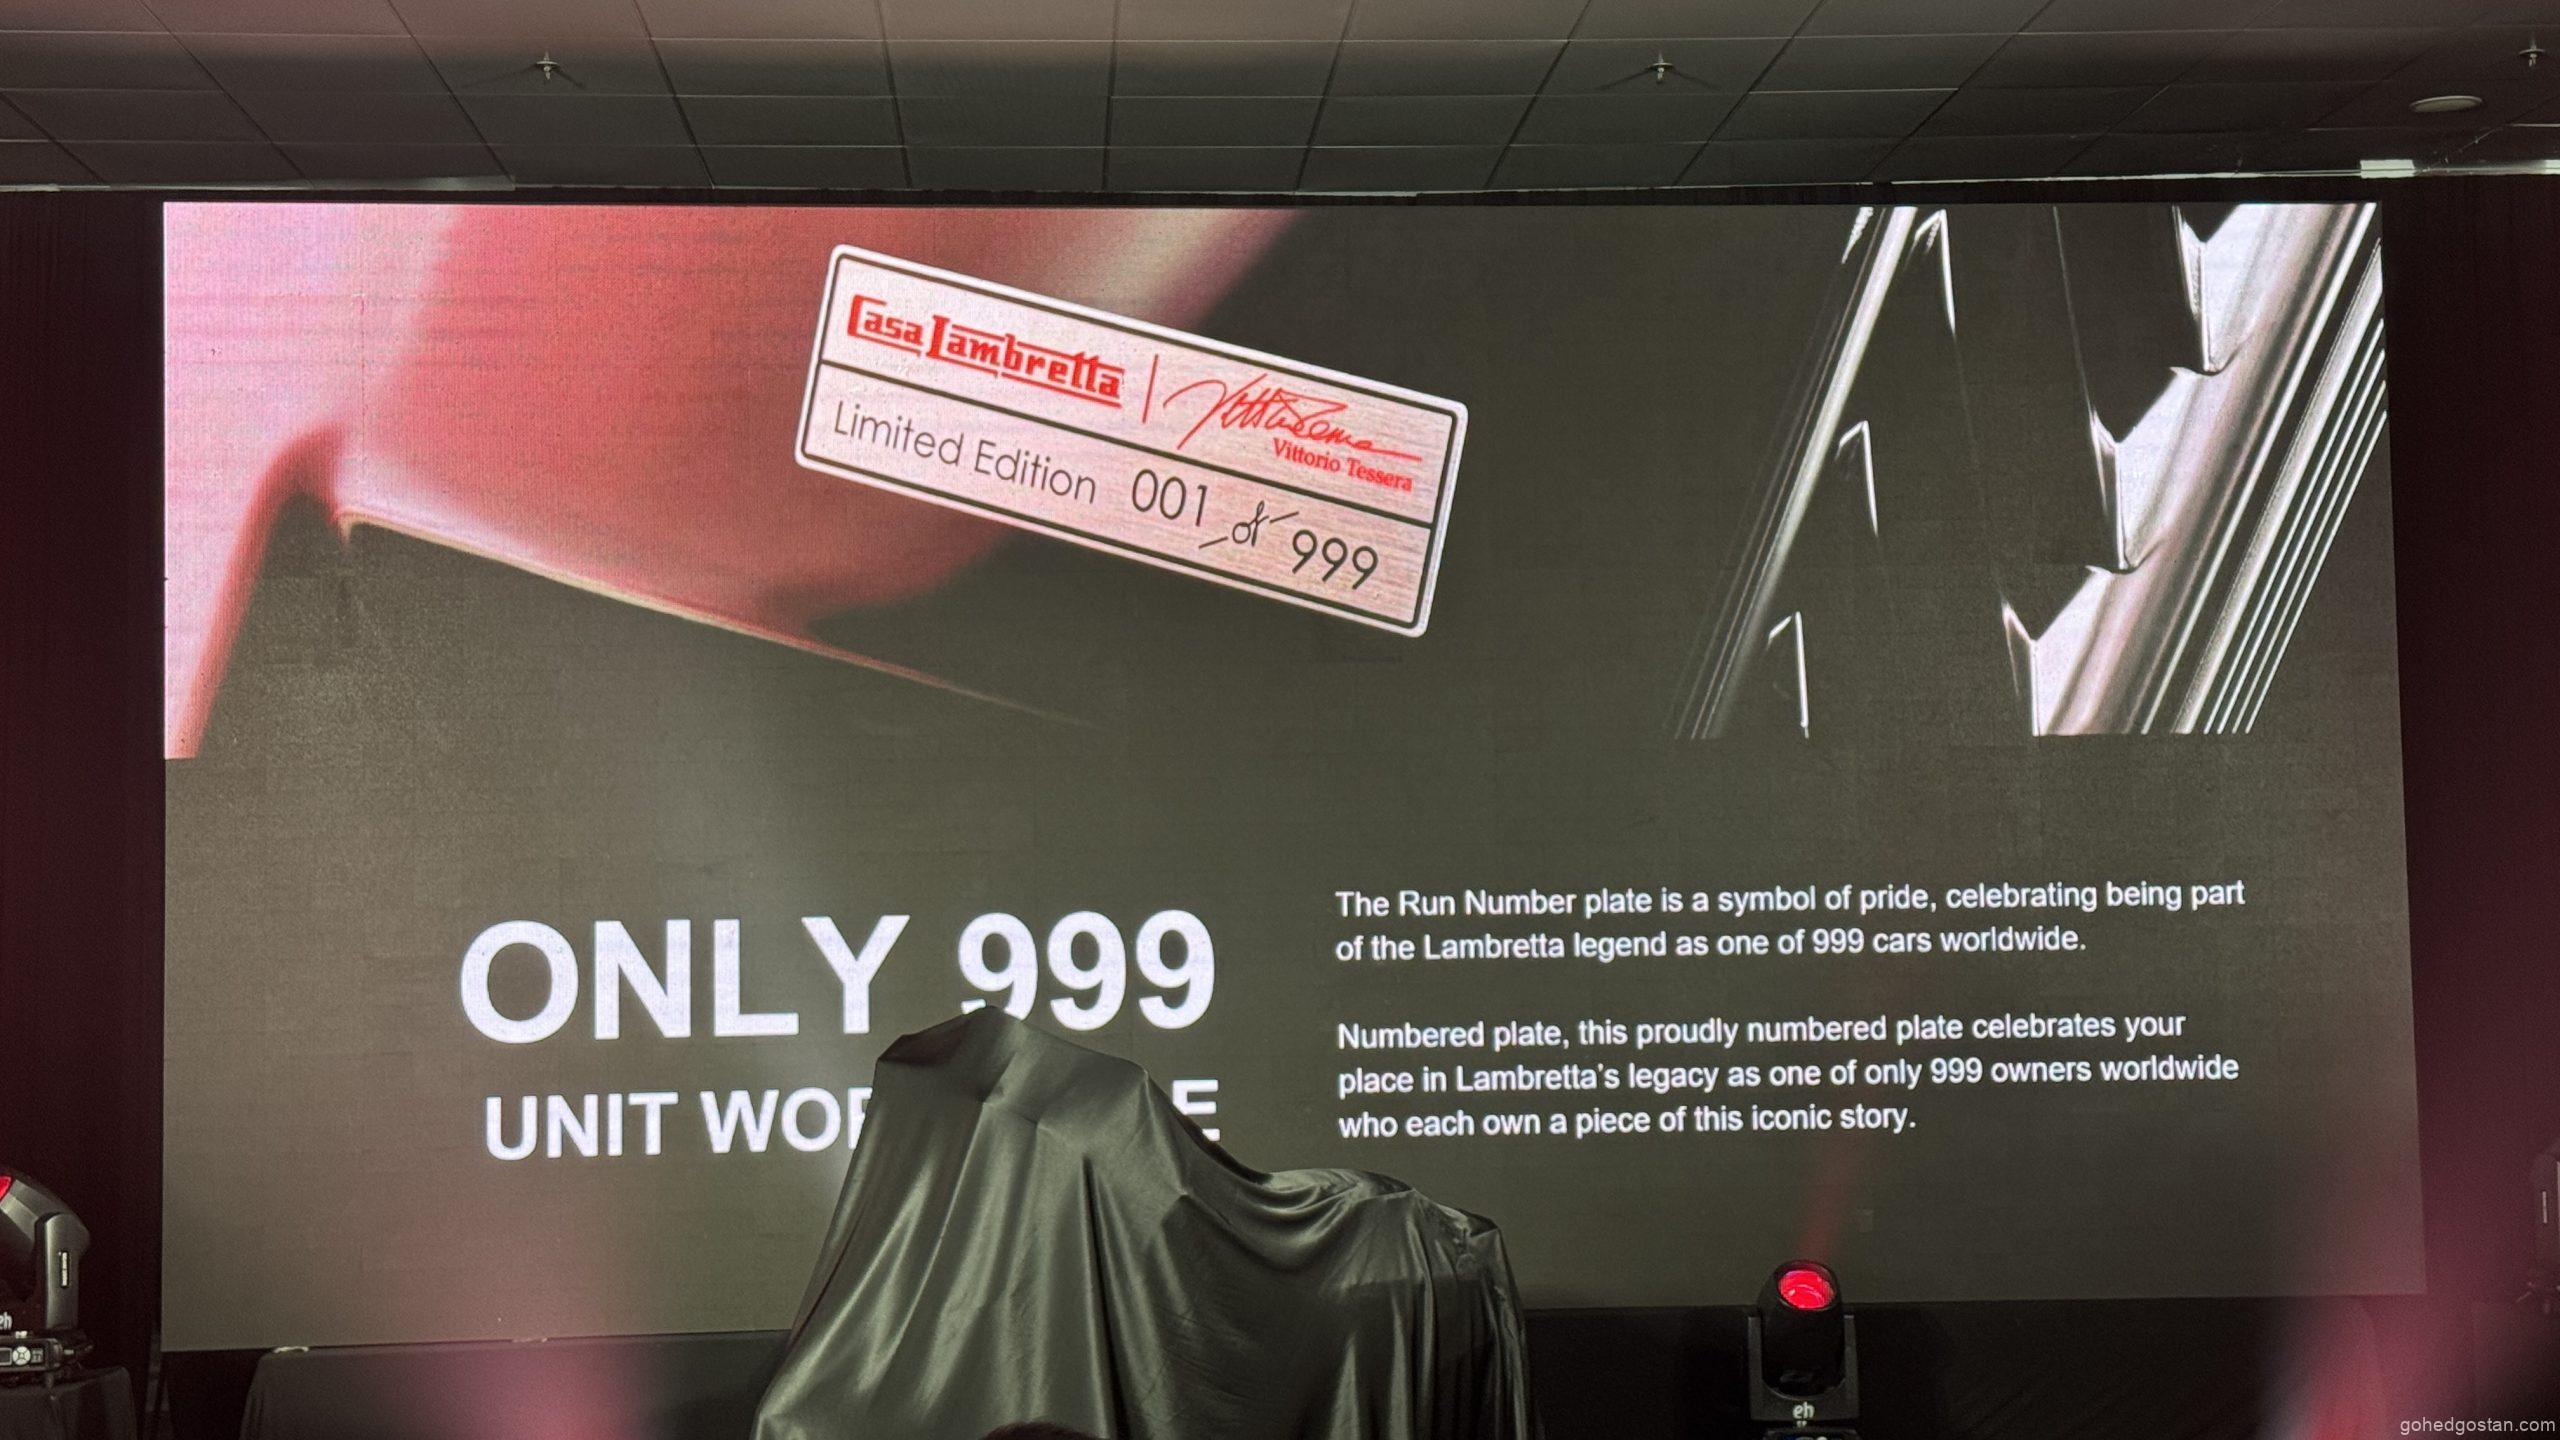 Casa Lambretta
Vittorio Tessera
Limited Edition 001 of 999
ONLY 999
UNIT
The Run Number plate is a symbol of pride, celebrating being part
of the Lambretta legend as one of 999 cars worldwide.
Numbered plate, this proudly numbered plate celebrates your
place in Lambretta's legacy as one of only 999 owners worldwide
who each own a piece of this iconic story.
eh
eh
gohedgostan.com